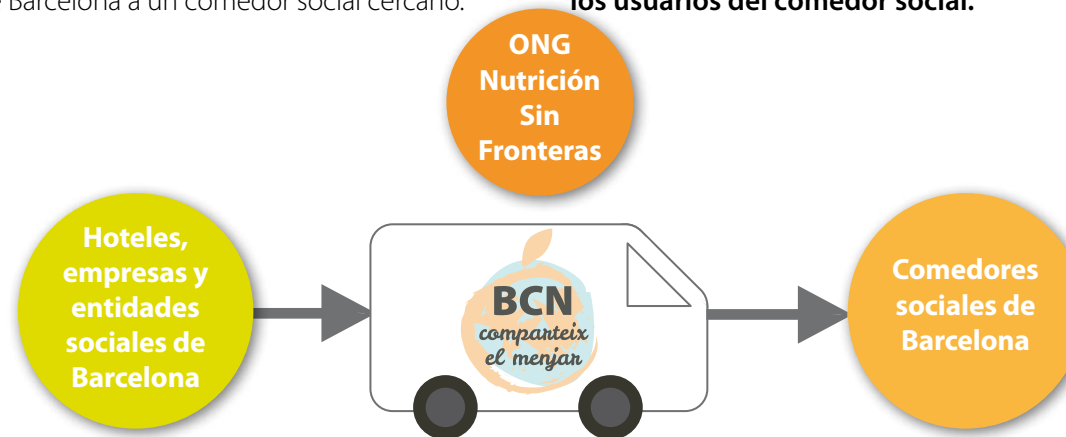 Barcelona a un comedor social cercano.
los usuarios del comedor social.
ONG
Nutrición
Sin
Fronteras
Hoteles,
empresas y
entidades
sociales de
Barcelona
BCN
comparteix
el menjar
Comedores
sociales de
Barcelona